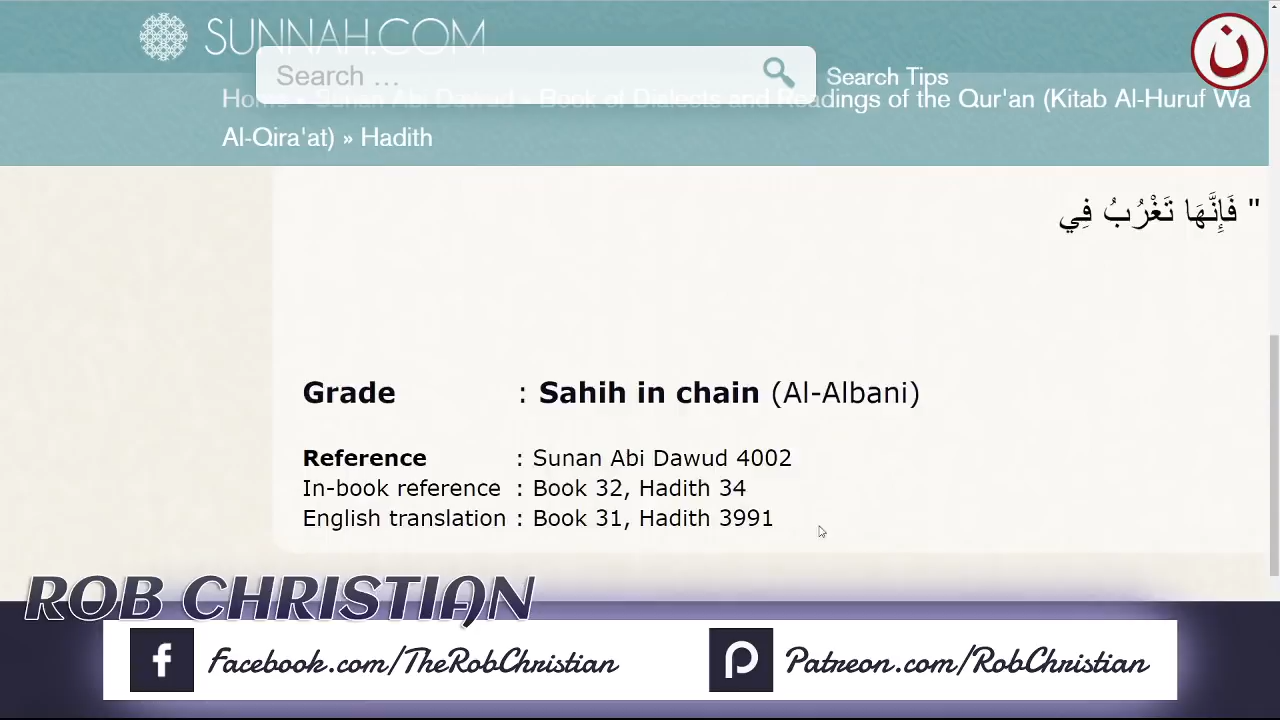 SUNNAH.COM
ن
Search ...
Search Tips
Home » Sunan Abi Dawud » Book of Dialects and Readings of the Qur'an (Kitab Al-Huruf Wa
Al-Qira'at) » Hadith
" فَإِنَّهَا تَغْرُبُ فِي
Grade : Sahih in chain (Al-Albani)
Reference : Sunan Abi Dawud 4002
In-book reference : Book 32, Hadith 34
English translation : Book 31, Hadith 3991
ROB CHRISTIAN
Facebook.com/TheRobChristian
Patreon.com/RobChristian